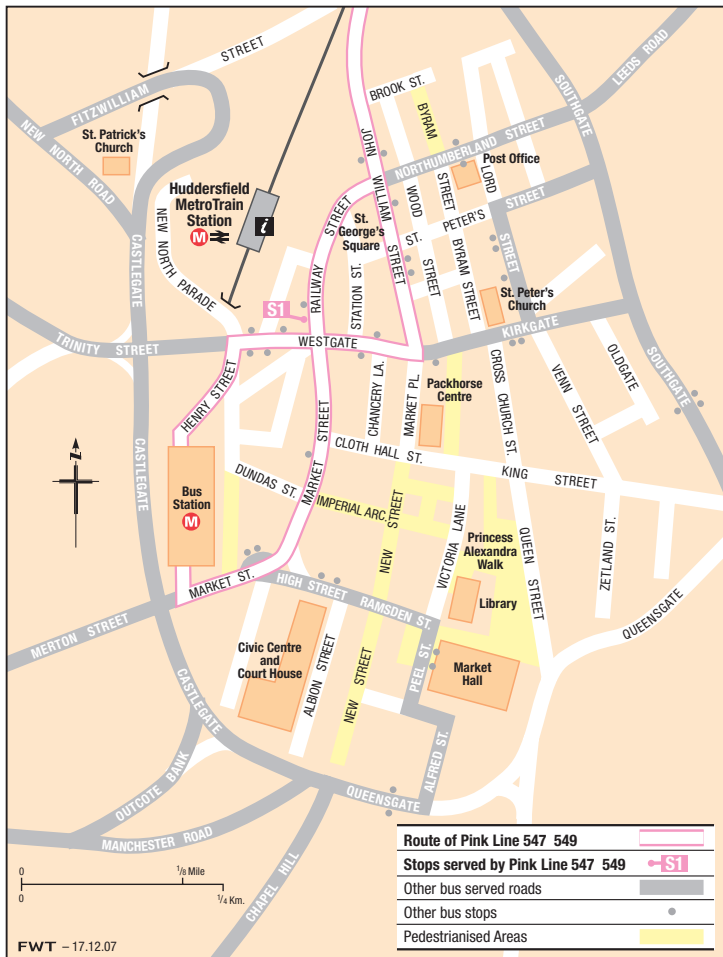 STREET
FITZWILLIAM
NEW NORTH ROAD
St. Patrick's
Church
BROOK ST.
BYRAM
STREET
SOUTHGATE
LEEDS ROAD
JOHN
WILLIAM
STREET
NORTHUMBERLAND STREET
Post Office
LORD
STREET
WOOD
STREET
Huddersfield
MetroTrain
Station
M
i
NEW NORTH PARADE
RAILWAY STREET
St.
George's
Square
ST. PETER'S STREET
BYRAM STREET
St. Peter's
Church
STATION ST.
S1
CASTLEGATE
TRINITY STREET
WESTGATE
KIRKGATE
OLDGATE
SOUTHGATE
HENRY STREET
CHANCERY LA.
MARKET PL.
Packhorse
Centre
CROSS CHURCH ST.
VENN STREET
MARKET STREET
CLOTH HALL ST.
KING STREET
CASTLEGATE
Bus
Station
M
DUNDAS ST.
IMPERIAL ARC.
NEW STREET
VICTORIA LANE
Princess
Alexandra
Walk
QUEEN STREET
ZETLAND ST.
MARKET ST.
HIGH STREET
RAMSDEN ST.
Library
QUEENSGATE
MERTON STREET
Civic Centre
and
Court House
ALBION STREET
NEW STREET
PEEL ST.
Market
Hall
CASTLEGATE
ALFRED ST.
QUEENSGATE
OUTCOTE BANK
MANCHESTER ROAD
CHAPEL HILL
Route of Pink Line 547 549
Stops served by Pink Line 547 549 S1
Other bus served roads
Other bus stops
Pedestrianised Areas
0 1/8 Mile
0 1/4 Km.
FWT – 17.12.07
N